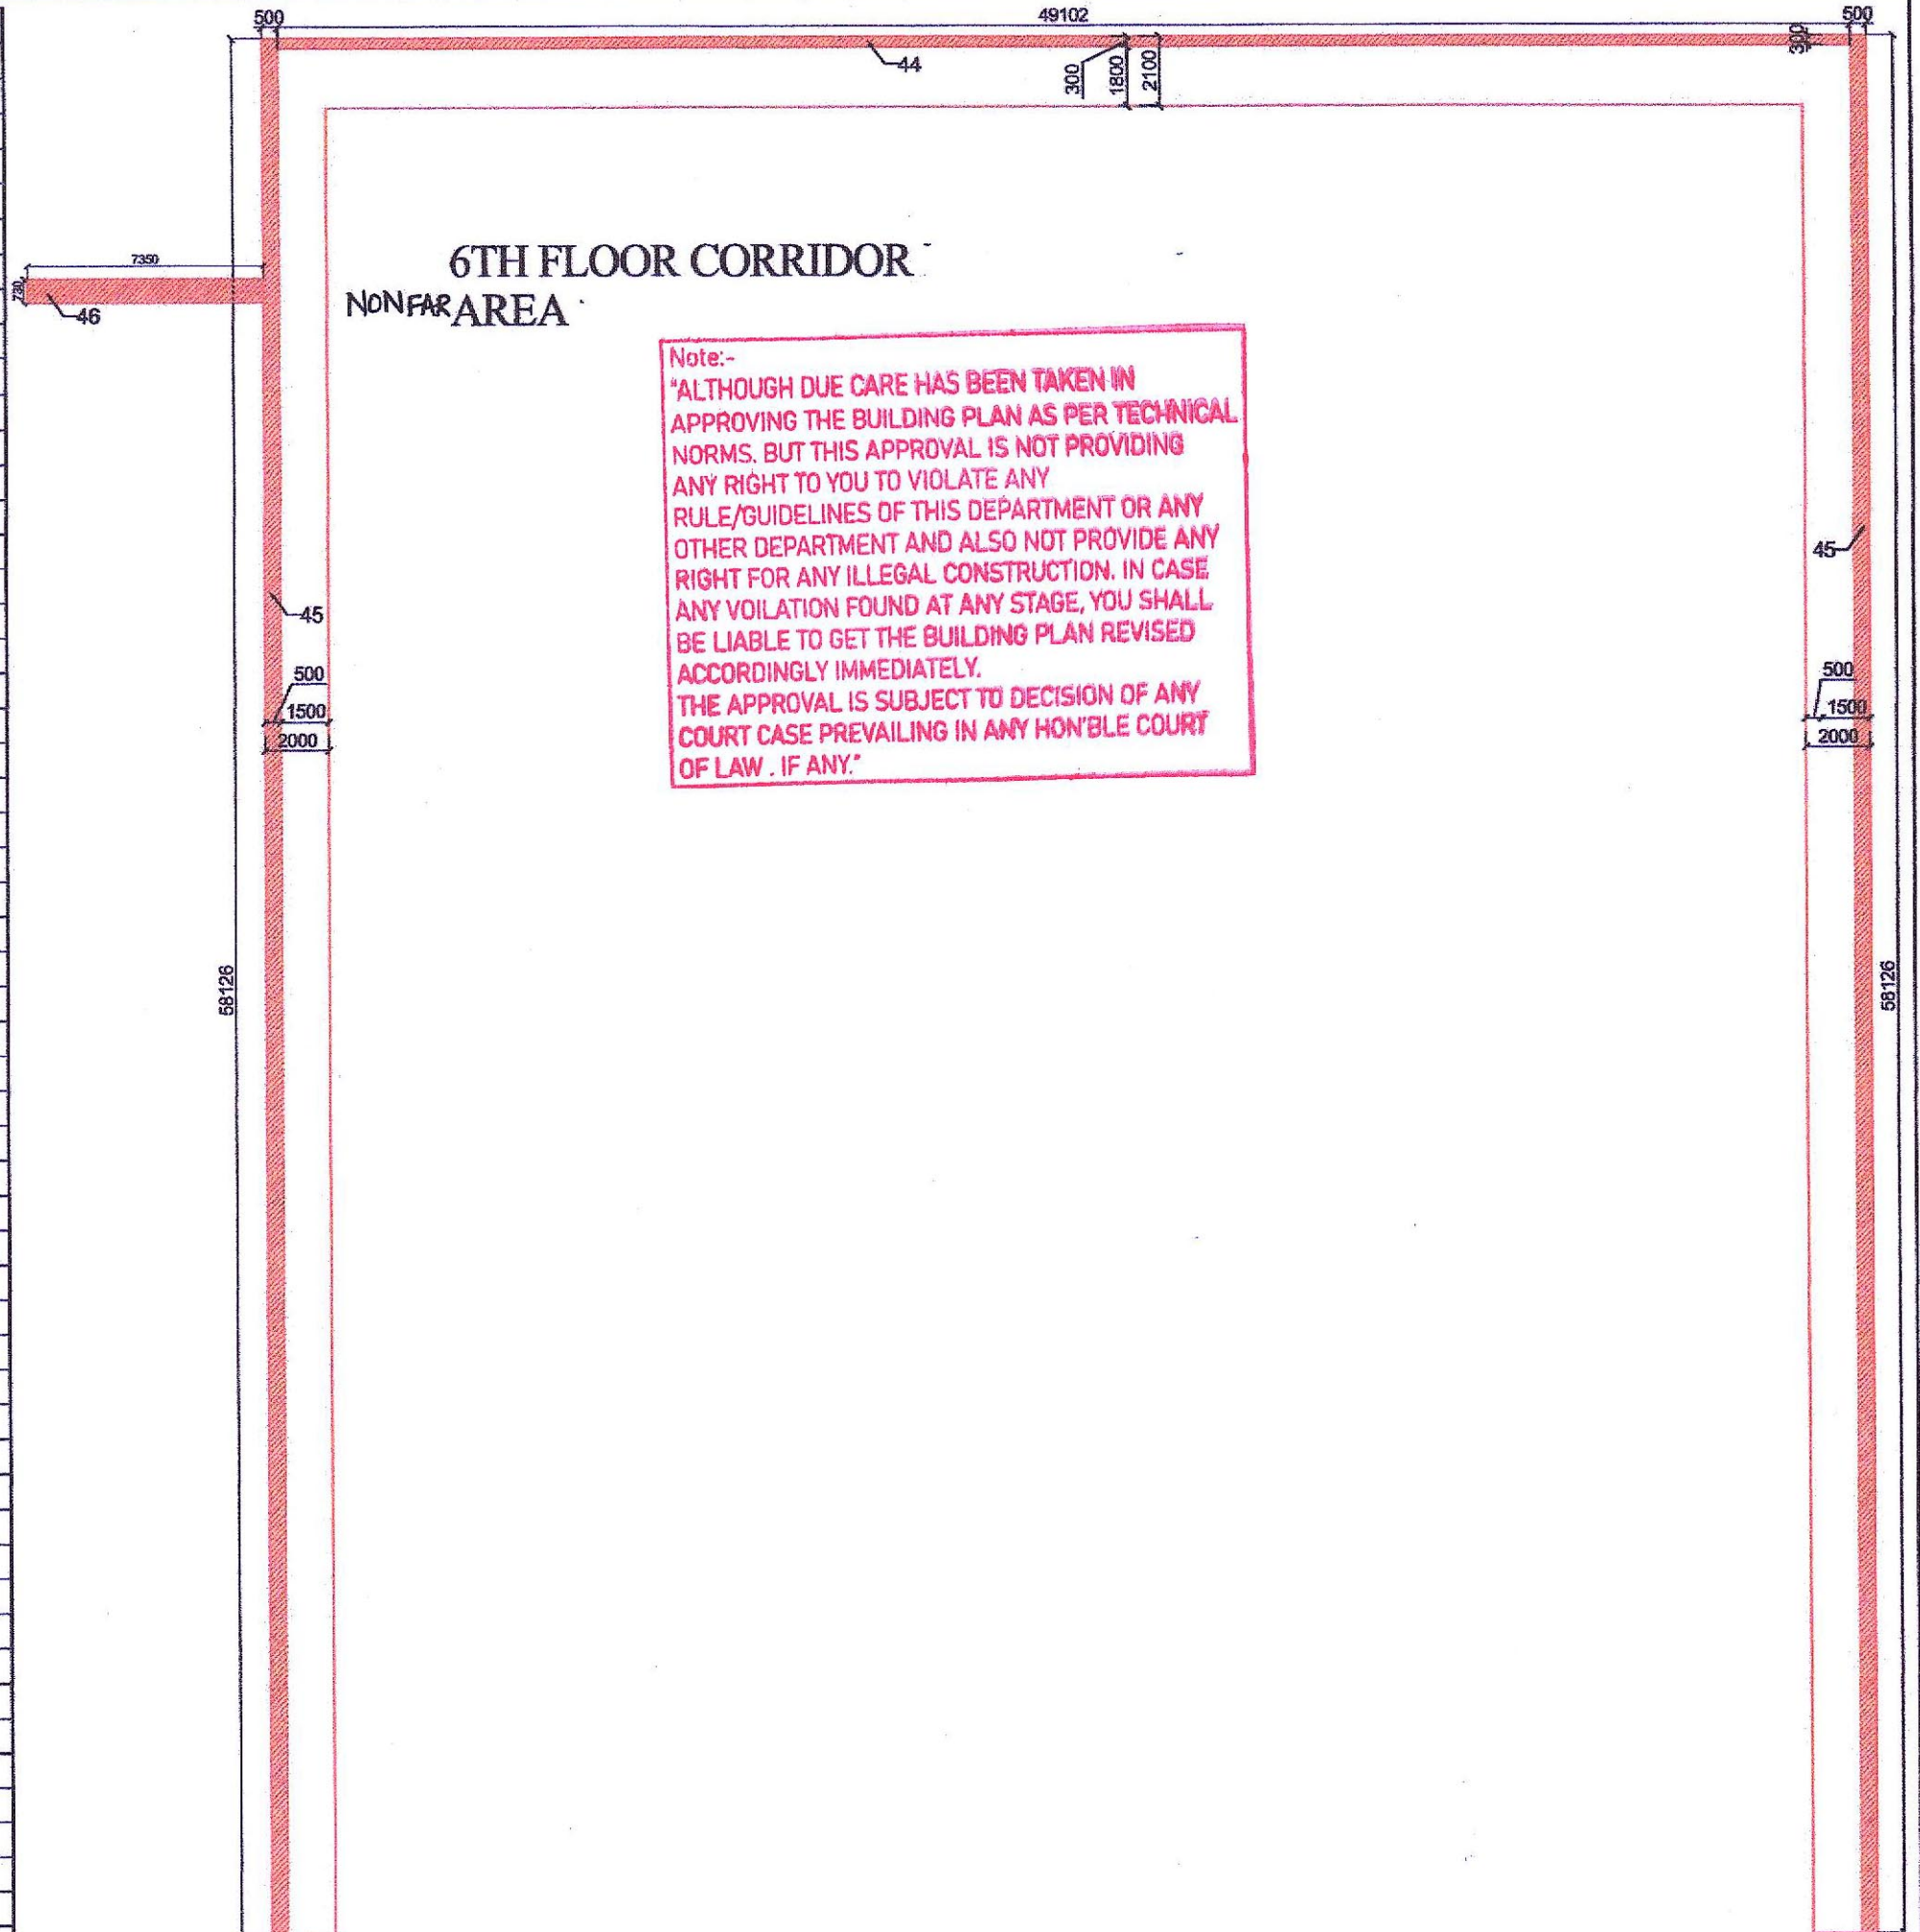 500
49102
500
300
44
300
1800
2100
7350
730
46
6TH FLOOR CORRIDOR
NON FAR AREA
Note:-
"ALTHOUGH DUE CARE HAS BEEN TAKEN IN
APPROVING THE BUILDING PLAN AS PER TECHNICAL
NORMS. BUT THIS APPROVAL IS NOT PROVIDING
ANY RIGHT TO YOU TO VIOLATE ANY
RULE/GUIDELINES OF THIS DEPARTMENT OR ANY
OTHER DEPARTMENT AND ALSO NOT PROVIDE ANY
RIGHT FOR ANY ILLEGAL CONSTRUCTION. IN CASE
ANY VOILATION FOUND AT ANY STAGE, YOU SHALL
BE LIABLE TO GET THE BUILDING PLAN REVISED
ACCORDINGLY IMMEDIATELY.
THE APPROVAL IS SUBJECT TO DECISION OF ANY
COURT CASE PREVAILING IN ANY HON'BLE COURT
OF LAW . IF ANY."
45
45
500
1500
2000
500
1500
2000
58126
58126